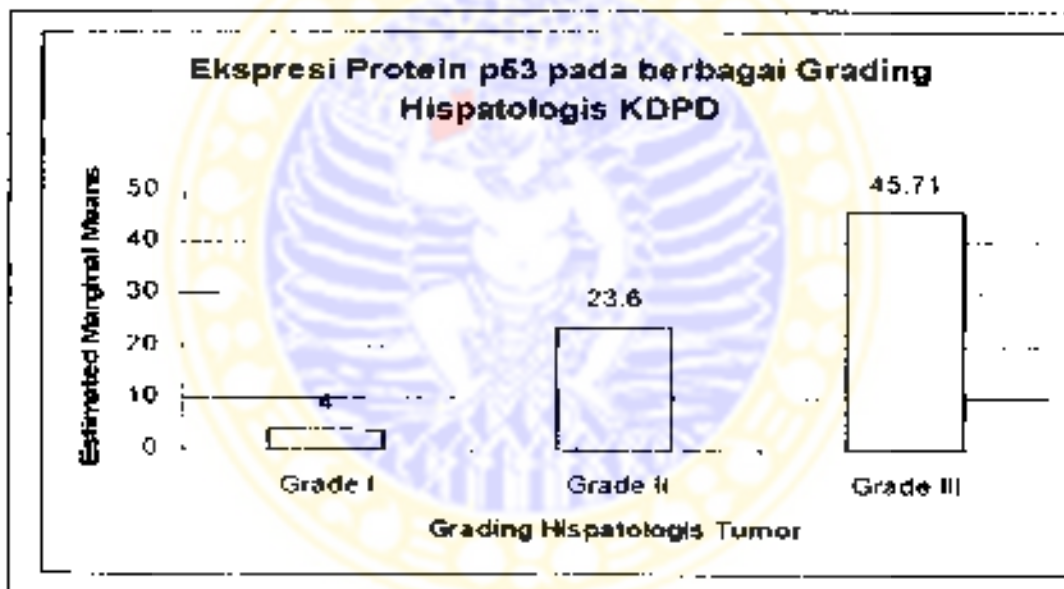 Ekspresi Protein p53 pada berbagai Grading
Hispatologis KDPD
Estimated Marginal Means
50
40
30
20
10
0
4
23.6
45.71
Grade I
Grade II
Grade III
Grading Hispatologis Tumor